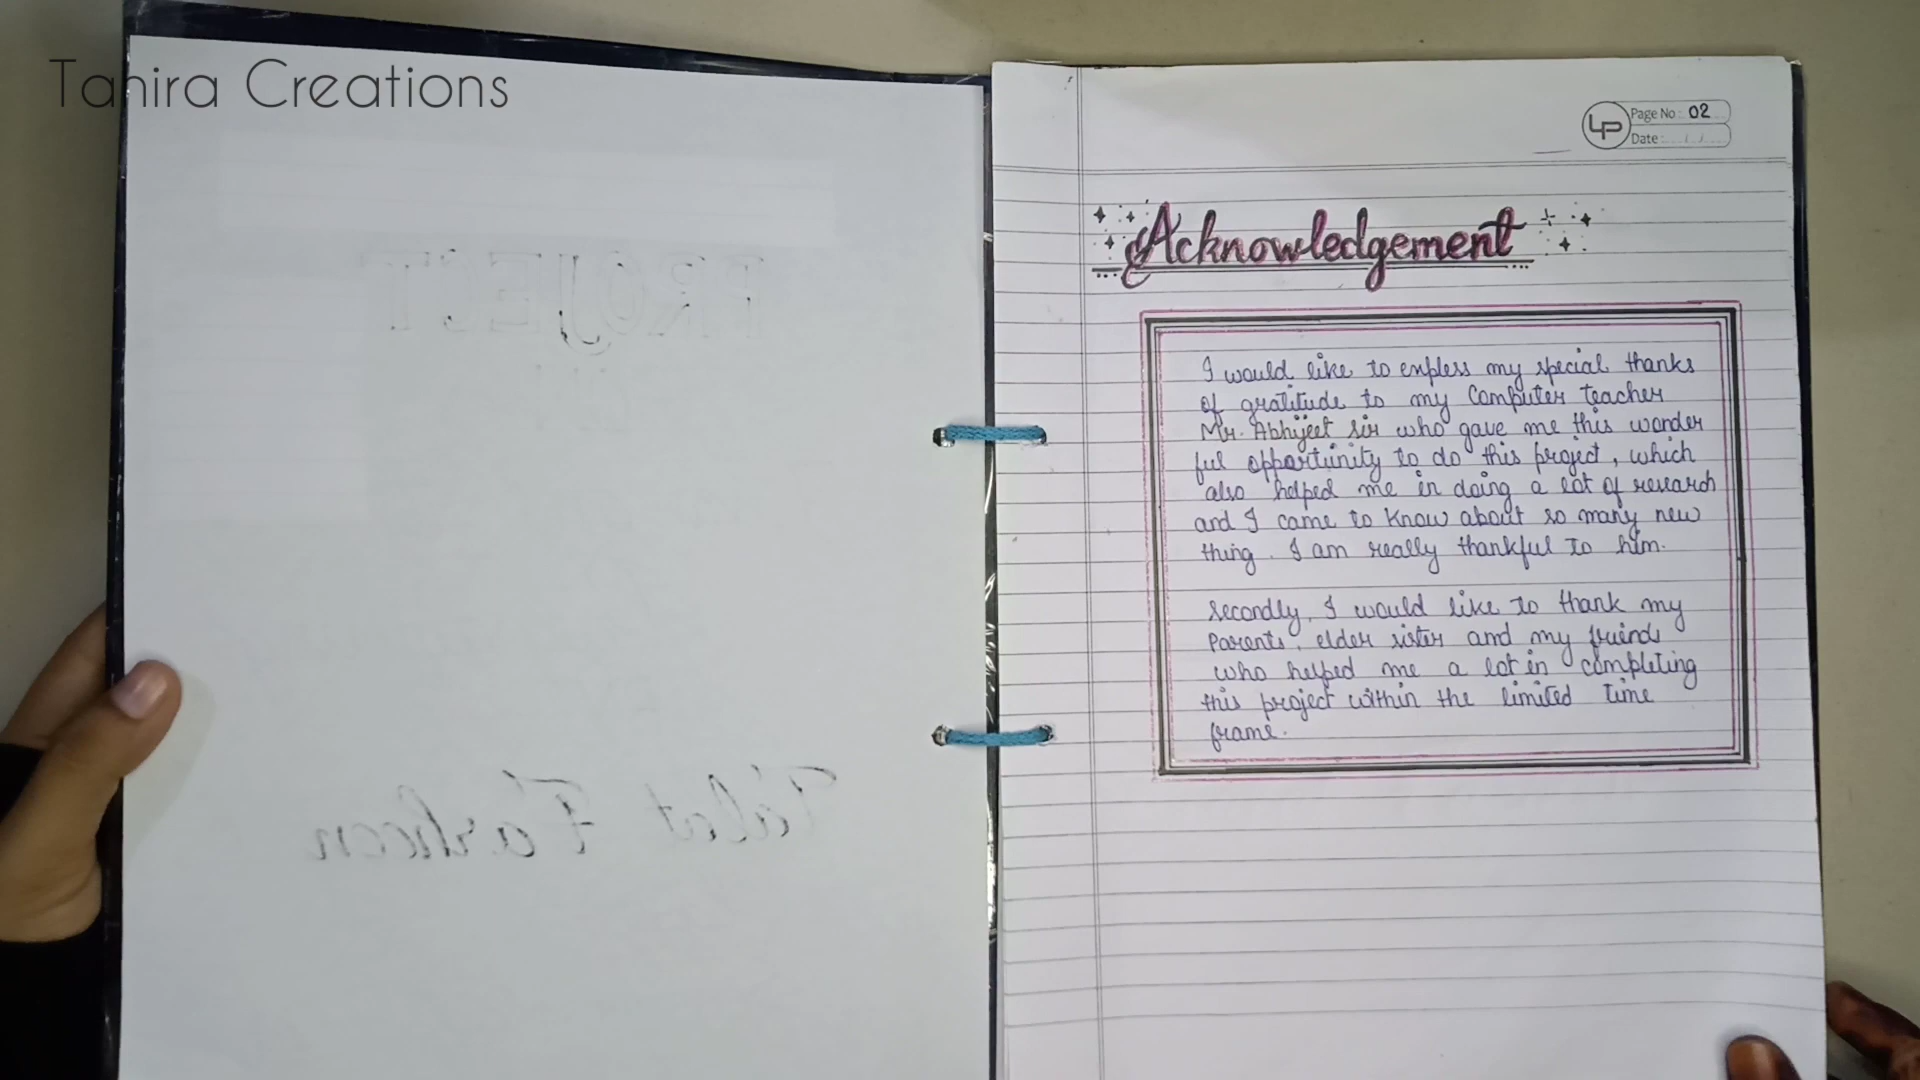 Tahira Creations
PROJECT
Talat Farheen
Page No: 02
Date:
Acknowledgement
I would like to expless my special thanks
of gratitude to my Computer teacher
Mr. Abhijeet sir who gave me this wonder
ful opportunity to do this project, which
also helped me in doing a lot of research
and I came to know about so many new
thing. I am really thankful to him.
Secondly, I would like to thank my
Parents, elder sister and my friends
who helped me a lot in completing
this project within the limited time
frame.